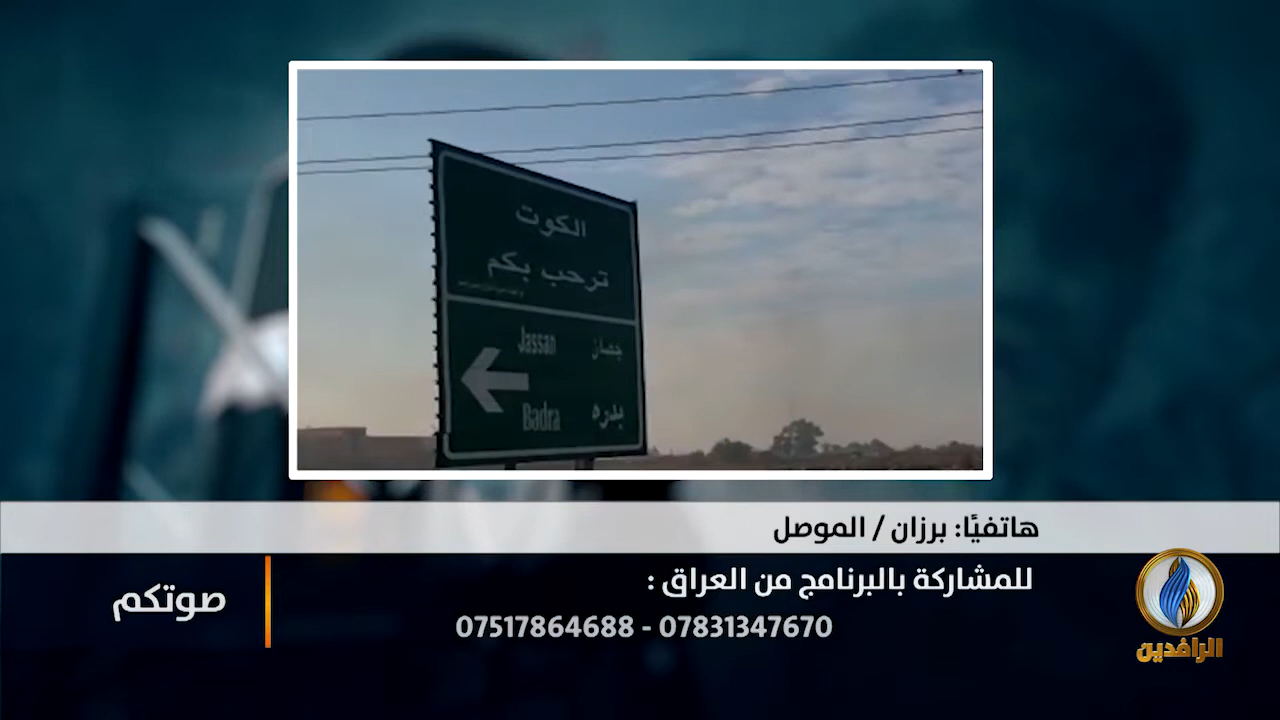 الكوت
ترحب بكم
Jassan جصان
Badra بدره
هاتفيًا: برزان / الموصل
للمشاركة بالبرنامج من العراق :
07517864688 - 07831347670
صوتكم
الرافدين